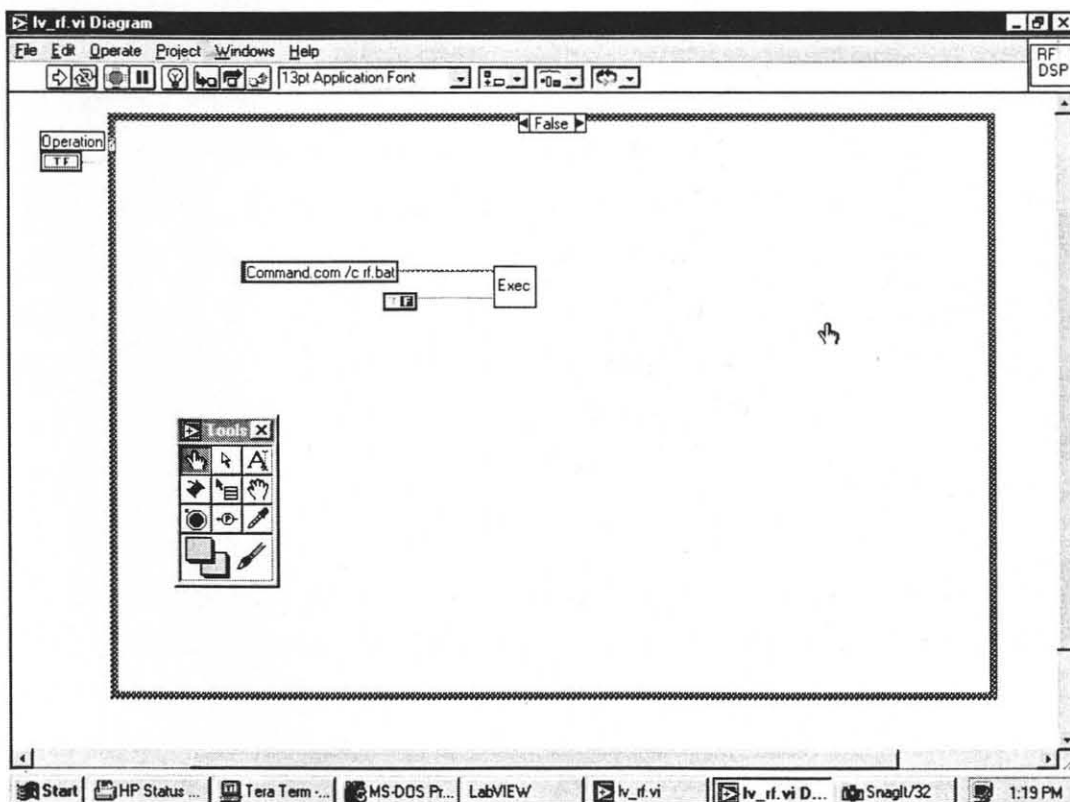 lv_rf.vi Diagram
File Edit Operate Project Windows Help
RF
DSP
13pt Application Font
False
Operation
TF
Command.com /c rf.bat
Exec
F
Tools
A
P
Start
HP Status ...
Tera Term -...
MS-DOS Pr...
LabVIEW
lv_rf.vi
lv_rf.vi D...
SnagIt/32
1:19 PM